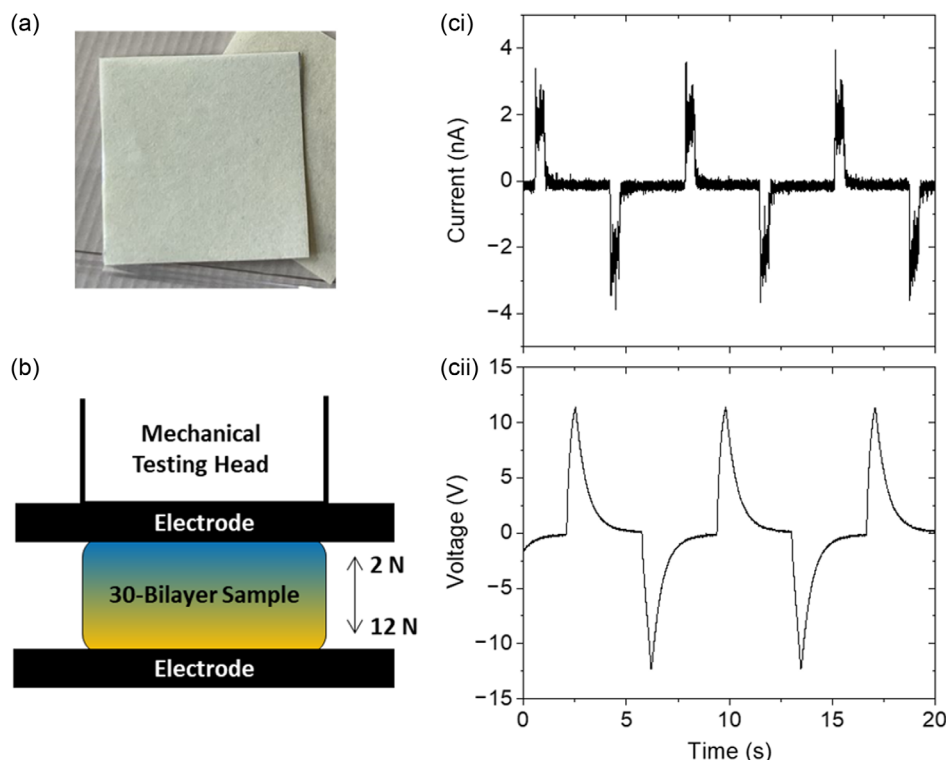 (a)
(b)
Mechanical
Testing Head
Electrode
30-Bilayer Sample
2 N
12 N
Electrode
(ci)
4
2
0
−2
−4
Current (nA)
(cii)
15
10
5
0
−5
−10
−15
Voltage (V)
0
5
10
15
20
Time (s)